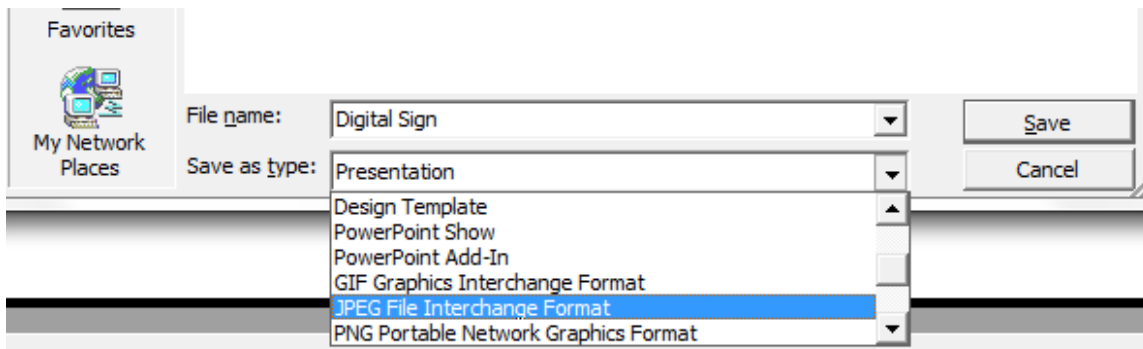 Favorites
My Network
Places
File name:
Digital Sign
Save
Save as type:
Presentation
Cancel
Design Template
PowerPoint Show
PowerPoint Add-In
GIF Graphics Interchange Format
JPEG File Interchange Format
PNG Portable Network Graphics Format